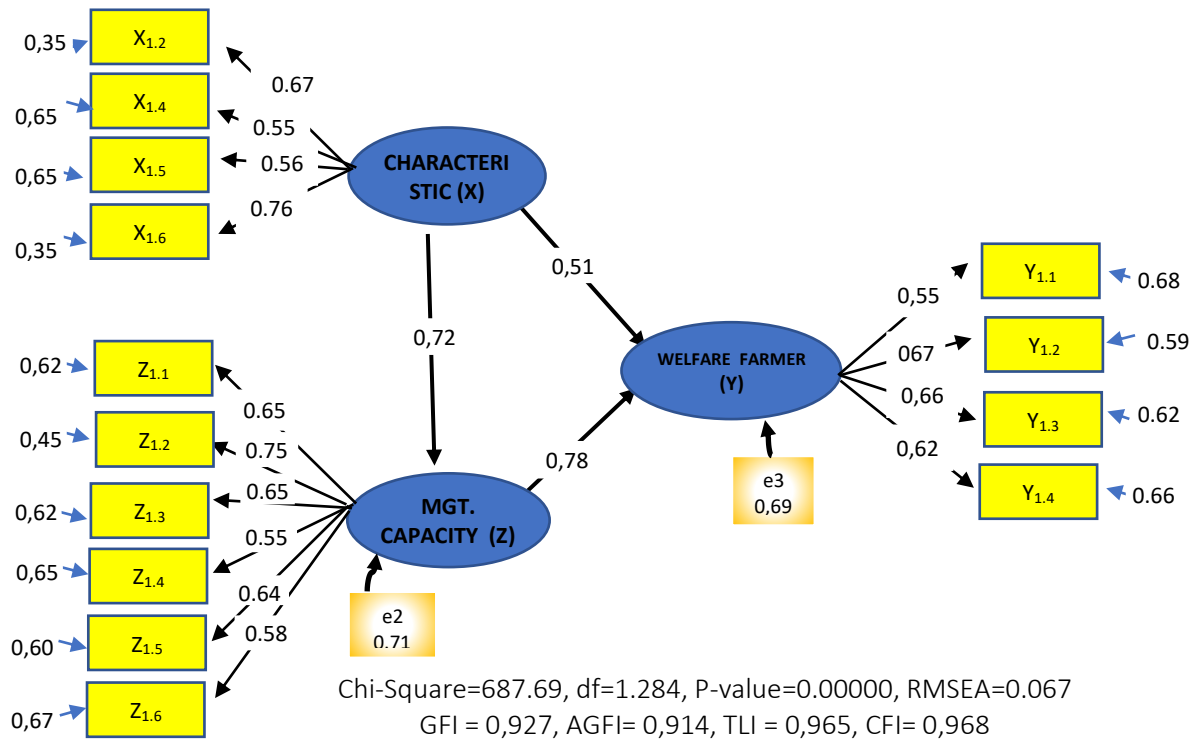 0,35
X1.2
0.67
0,65
X1.4
0.55
0,65
X1.5
0.56
0,35
X1.6
0.76
CHARACTERI
STIC (X)
0,51
0,72
Y1.1
0.68
0,55
Y1.2
0.59
067
Y1.3
0.62
0,66
Y1.4
0.66
0,62
WELFARE FARMER
(Y)
e3
0,69
0,78
0,62
Z1.1
0.65
0,45
Z1.2
0.75
0,62
Z1.3
0.65
0,65
Z1.4
0.55
0,60
Z1.5
0.64
0,67
Z1.6
0.58
MGT.
CAPACITY (Z)
e2
0.71
Chi-Square=687.69, df=1.284, P-value=0.00000, RMSEA=0.067
GFI = 0,927, AGFI= 0,914, TLI = 0,965, CFI= 0,968